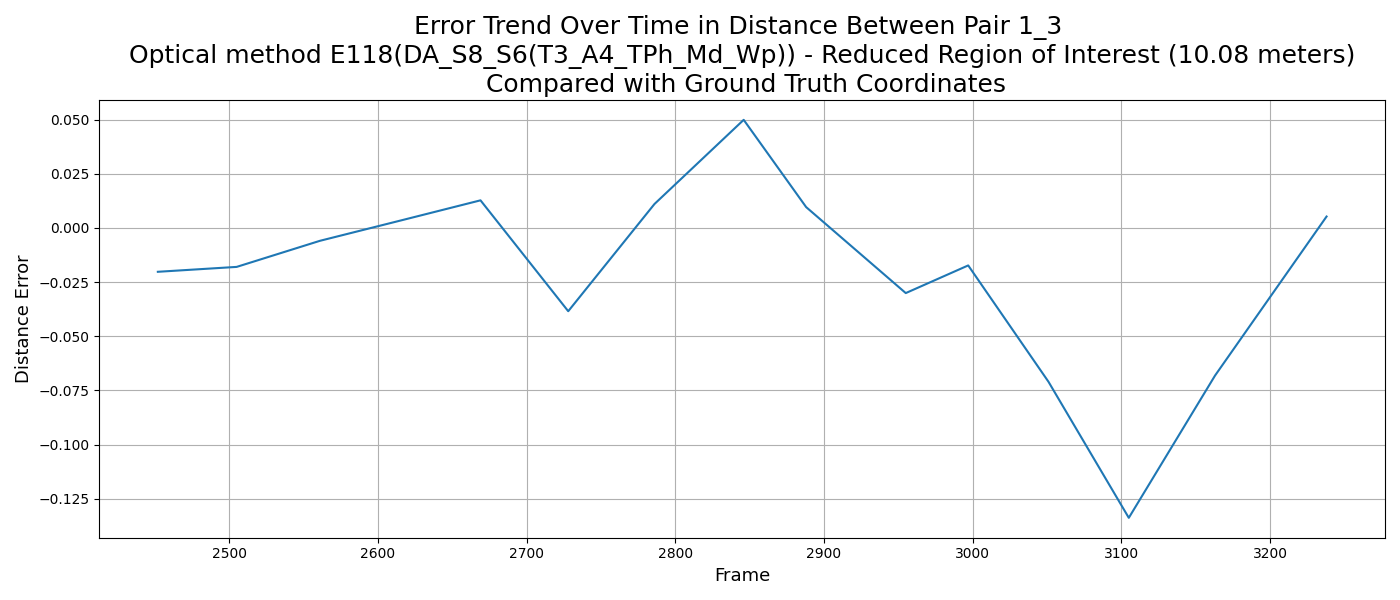 Error Trend Over Time in Distance Between Pair 1_3
Optical method E118(DA_S8_S6(T3_A4_TPh_Md_Wp)) - Reduced Region of Interest (10.08 meters)
Compared with Ground Truth Coordinates
0.050
0.025
0.000
−0.025
−0.050
−0.075
−0.100
−0.125
Distance Error
2500 2600 2700 2800 2900 3000 3100 3200
Frame